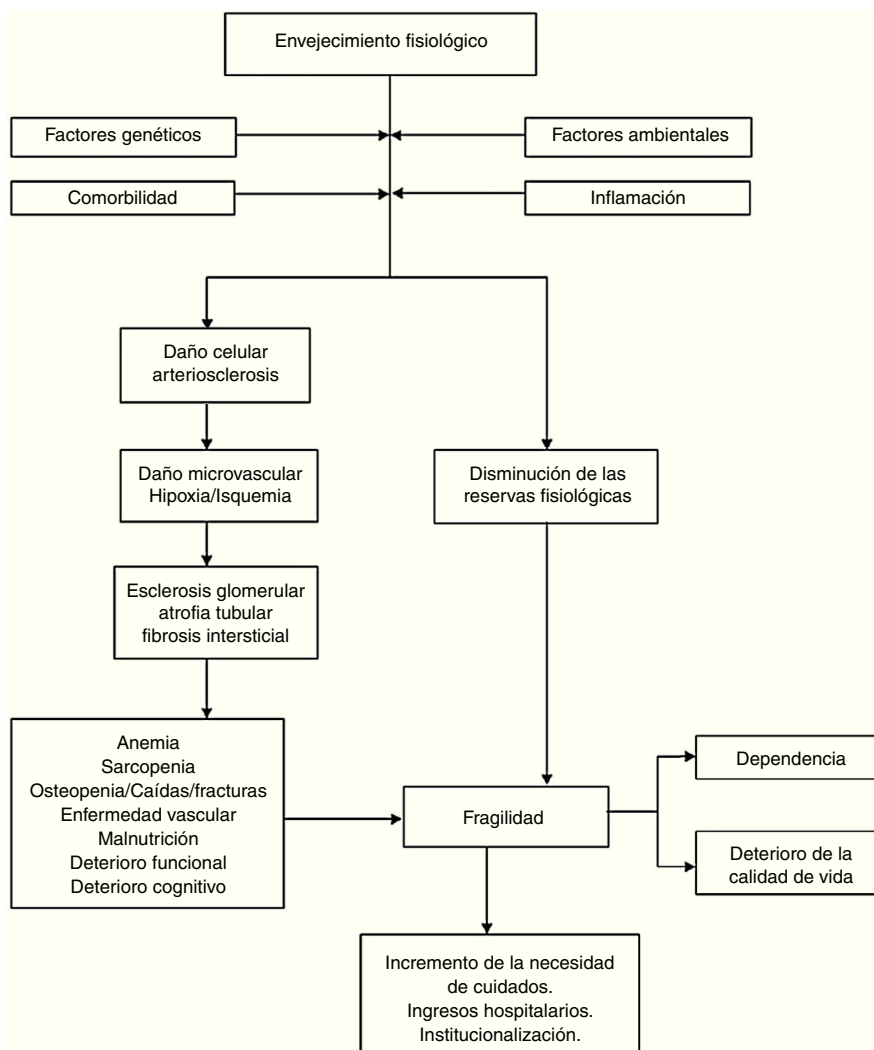 Envejecimiento fisiológico
Factores genéticos
Factores ambientales
Comorbilidad
Inflamación
Daño celular
arteriosclerosis
Daño microvascular
Hipoxia/Isquemia
Disminución de las
reservas fisiológicas
Esclerosis glomerular
atrofia tubular
fibrosis intersticial
Anemia
Sarcopenia
Osteopenia/Caídas/fracturas
Enfermedad vascular
Malnutrición
Deterioro funcional
Deterioro cognitivo
Fragilidad
Dependencia
Deterioro de la
calidad de vida
Incremento de la necesidad
de cuidados.
Ingresos hospitalarios.
Institucionalización.